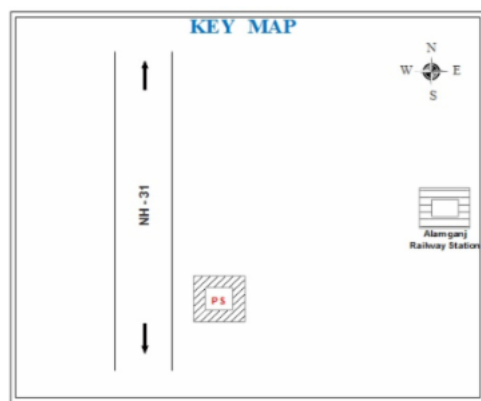 KEY MAP
N
W E
S
NH - 31
Alamganj
Railway Station
PS